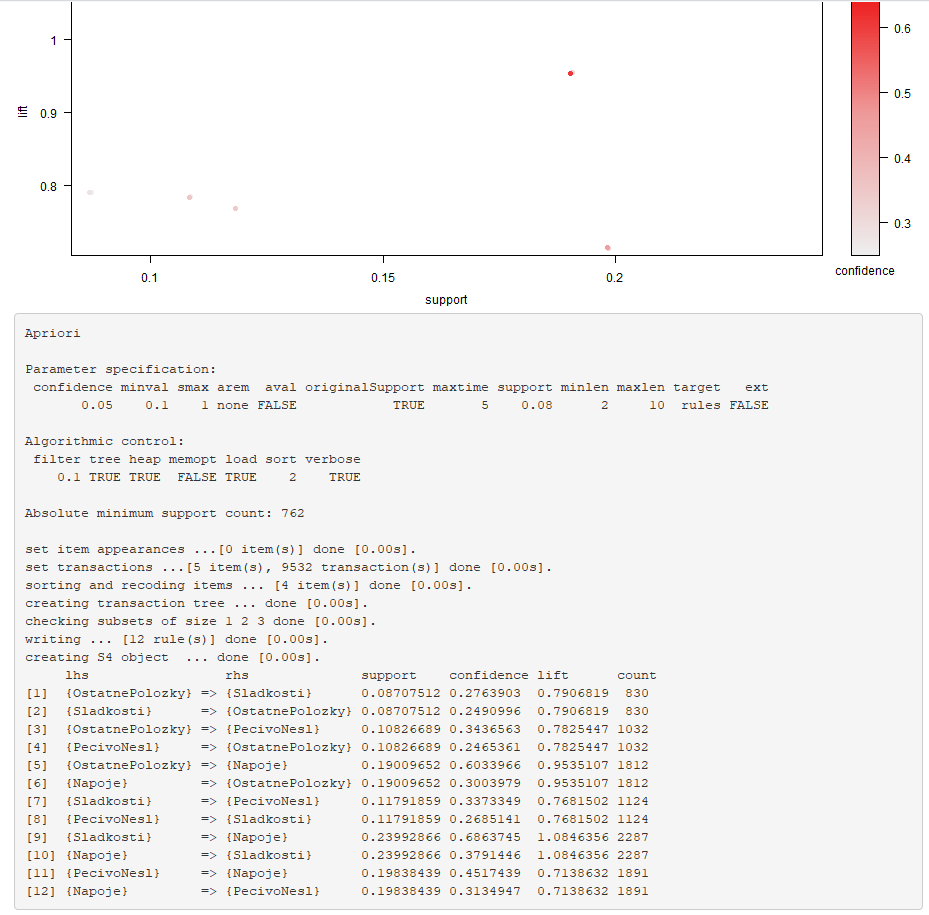 1
0.9
0.8
lift
0.1
0.15
0.2
support
0.6
0.5
0.4
0.3
confidence
Apriori
Parameter specification:
confidence minval smax arem aval originalSupport maxtime support minlen maxlen target ext
0.05 0.1 1 none FALSE TRUE 5 0.08 2 10 rules FALSE
Algorithmic control:
filter tree heap memopt load sort verbose
0.1 TRUE TRUE FALSE TRUE 2 TRUE
Absolute minimum support count: 762
set item appearances ...[0 item(s)] done [0.00s].
set transactions ...[5 item(s), 9532 transaction(s)] done [0.00s].
sorting and recoding items ... [4 item(s)] done [0.00s].
creating transaction tree ... done [0.00s].
checking subsets of size 1 2 3 done [0.00s].
writing ... [12 rule(s)] done [0.00s].
creating S4 object ... done [0.00s].
lhs rhs support confidence lift count
[1] {OstatnePolozky} => {Sladkosti} 0.08707512 0.2763903 0.7906819 830
[2] {Sladkosti} => {OstatnePolozky} 0.08707512 0.2490996 0.7906819 830
[3] {OstatnePolozky} => {PecivoNesl} 0.10826689 0.3436563 0.7825447 1032
[4] {PecivoNesl} => {OstatnePolozky} 0.10826689 0.2465361 0.7825447 1032
[5] {OstatnePolozky} => {Napoje} 0.19009652 0.6033966 0.9535107 1812
[6] {Napoje} => {OstatnePolozky} 0.19009652 0.3003979 0.9535107 1812
[7] {Sladkosti} => {PecivoNesl} 0.11791859 0.3373349 0.7681502 1124
[8] {PecivoNesl} => {Sladkosti} 0.11791859 0.2685141 0.7681502 1124
[9] {Sladkosti} => {Napoje} 0.23992866 0.6863745 1.0846356 2287
[10] {Napoje} => {Sladkosti} 0.23992866 0.3791446 1.0846356 2287
[11] {PecivoNesl} => {Napoje} 0.19838439 0.4517439 0.7138632 1891
[12] {Napoje} => {PecivoNesl} 0.19838439 0.3134947 0.7138632 1891